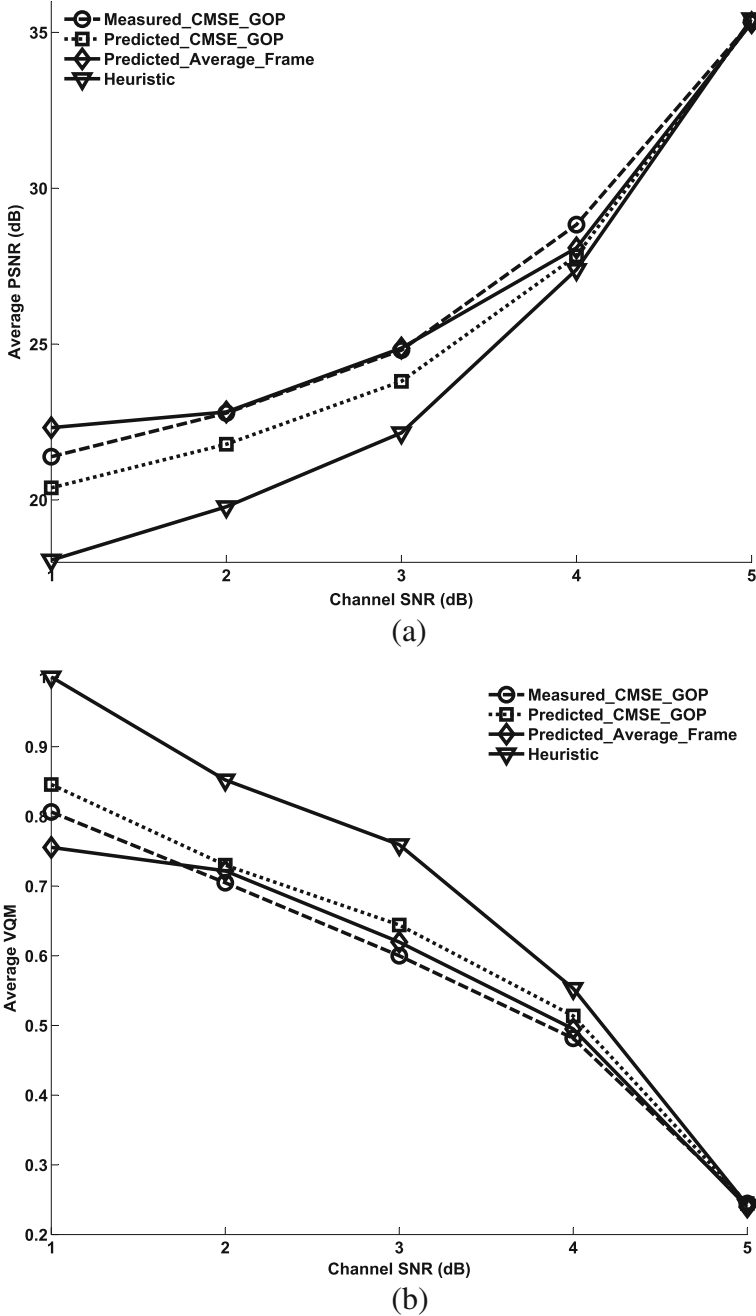 Measured_CMSE_GOP
Predicted_CMSE_GOP
Predicted_Average_Frame
Heuristic
35
30
25
20
Average PSNR (dB)
1 2 3 4 5
Channel SNR (dB)
(a)
Measured_CMSE_GOP
Predicted_CMSE_GOP
Predicted_Average_Frame
Heuristic
1
0.9
0.8
0.7
0.6
0.5
0.4
0.3
0.2
Average VQM
1 2 3 4 5
Channel SNR (dB)
(b)